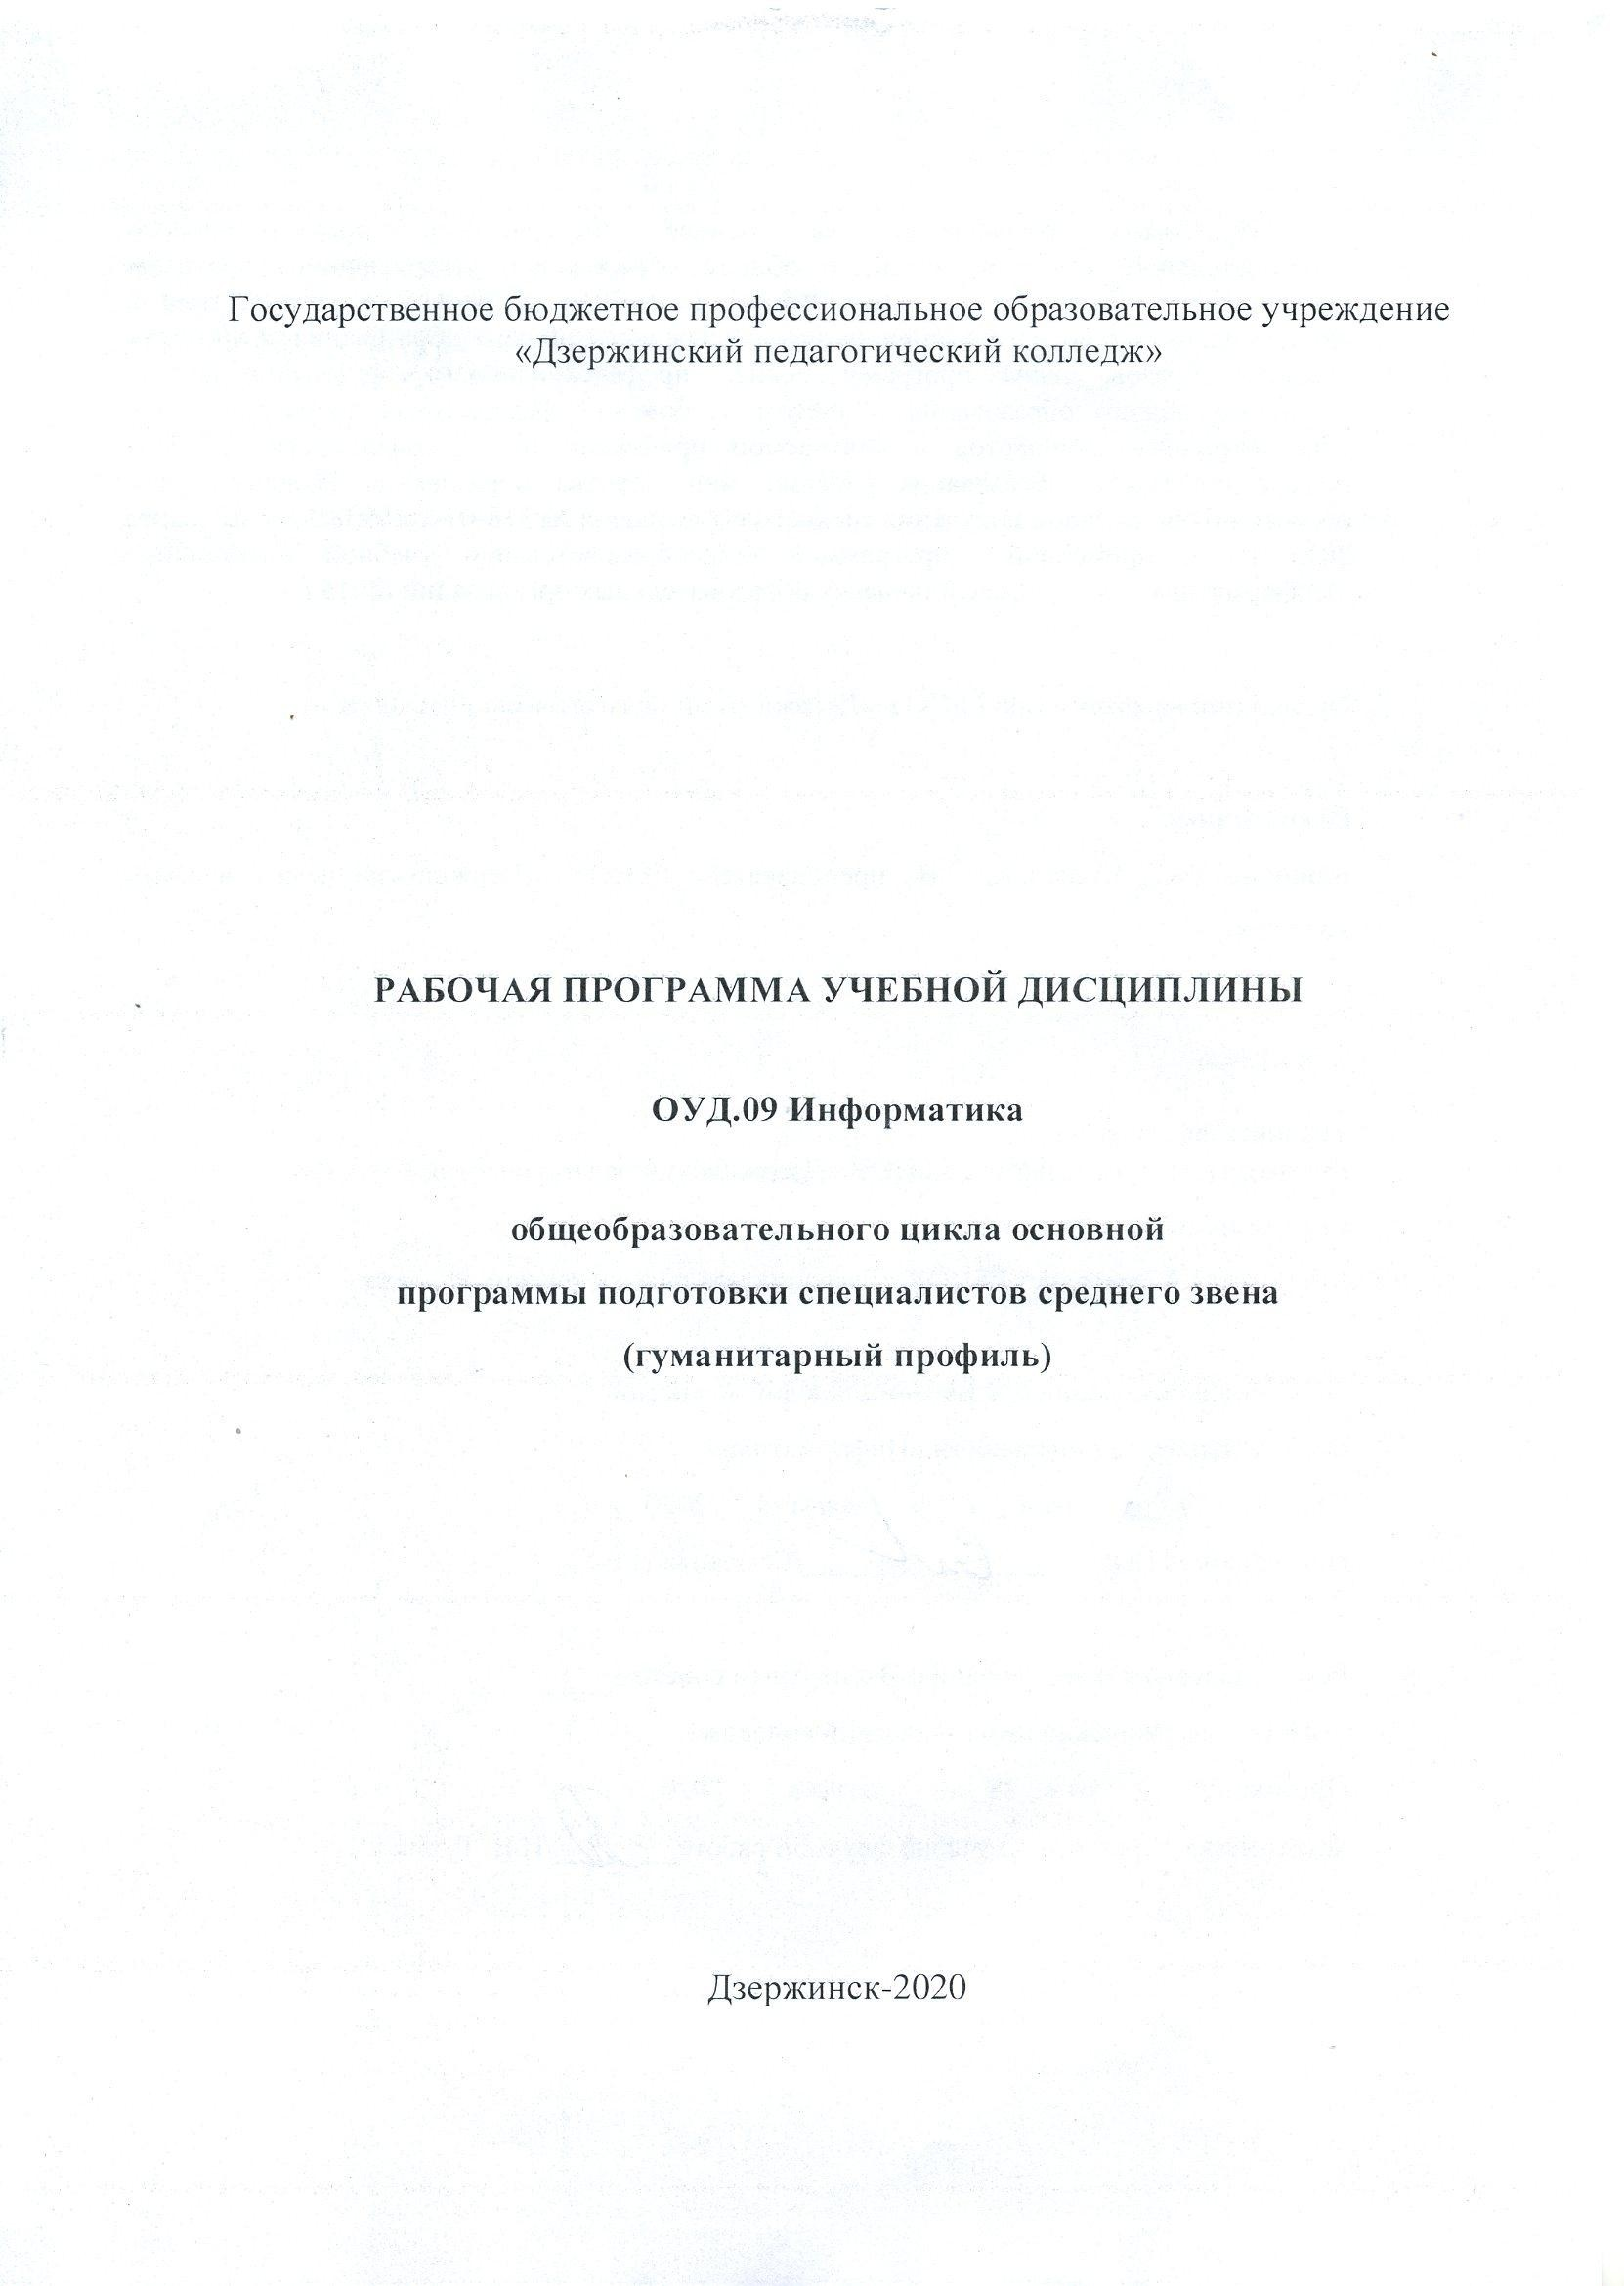 Государственное бюджетное профессиональное образовательное учреждение
«Дзержинский педагогический колледж»
РАБОЧАЯ ПРОГРАММА УЧЕБНОЙ ДИСЦИПЛИНЫ
ОУД.09 Информатика
общеобразовательного цикла основной
программы подготовки специалистов среднего звена
(гуманитарный профиль)
Дзержинск-2020